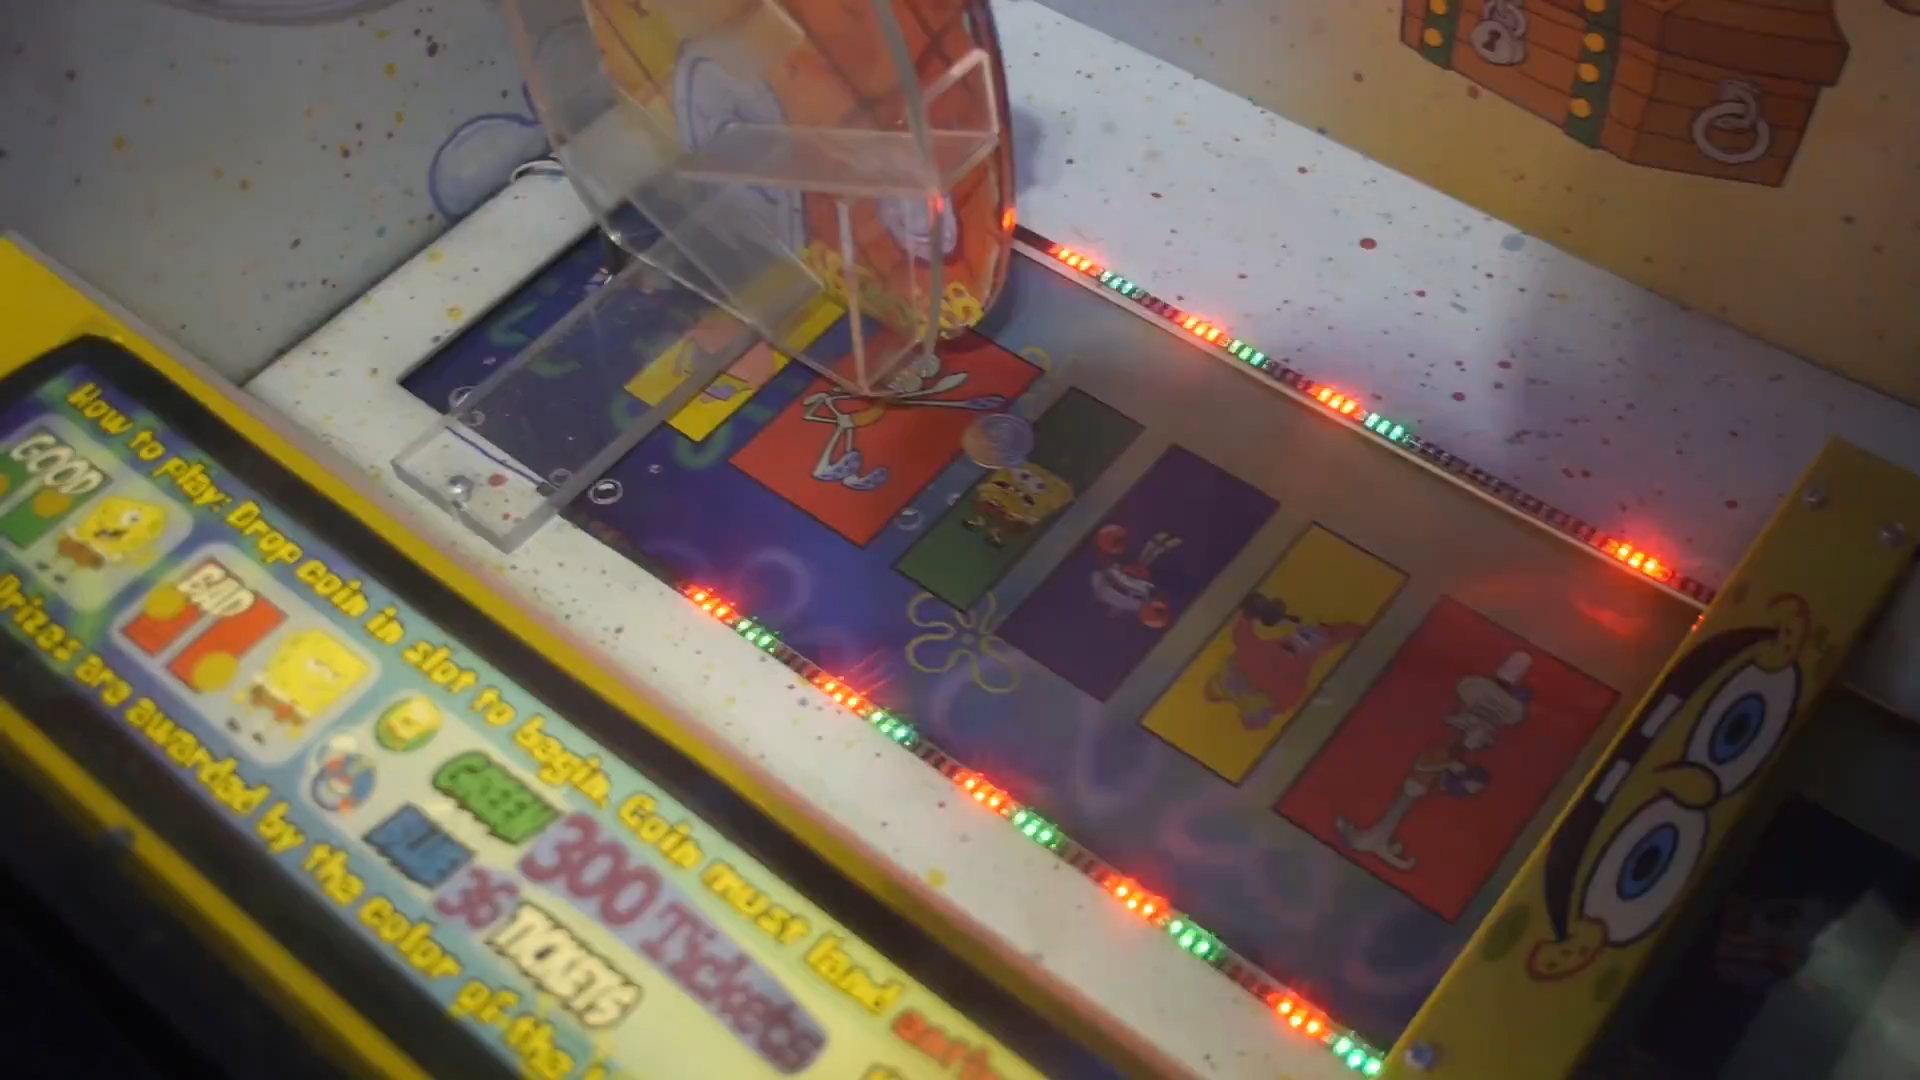 How to play: Drop coin in slot to begin. Coin must land
GOOD
BAD
Prizes are awarded by the color of the
GREEN
300 Tickets
BLUE
36 TICKETS